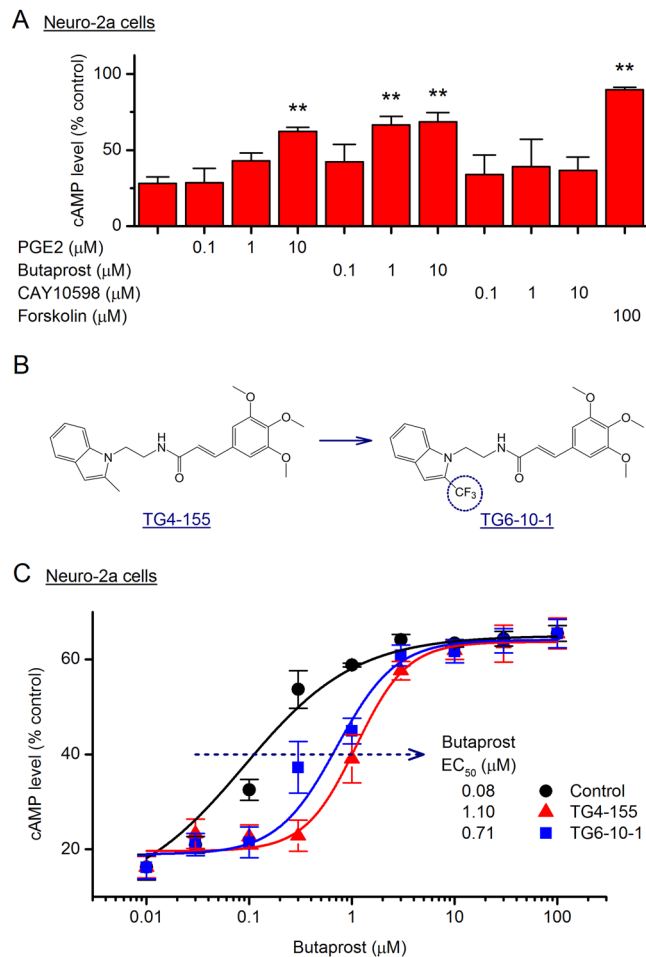 A Neuro-2a cells
cAMP level (% control)
100
50
0
** ** ** **
PGE2 (μM) 0.1 1 10
Butaprost (μM) 0.1 1 10
CAY10598 (μM) 0.1 1 10
Forskolin (μM) 100
B
H
N
N
O
O
O
O
TG4-155
H
N
N
O
O
O
O
CF3
TG6-10-1
C Neuro-2a cells
cAMP level (% control)
60
40
20
Butaprost
EC50 (μM)
0.08 Control
1.10 TG4-155
0.71 TG6-10-1
0.01 0.1 1 10 100
Butaprost (μM)